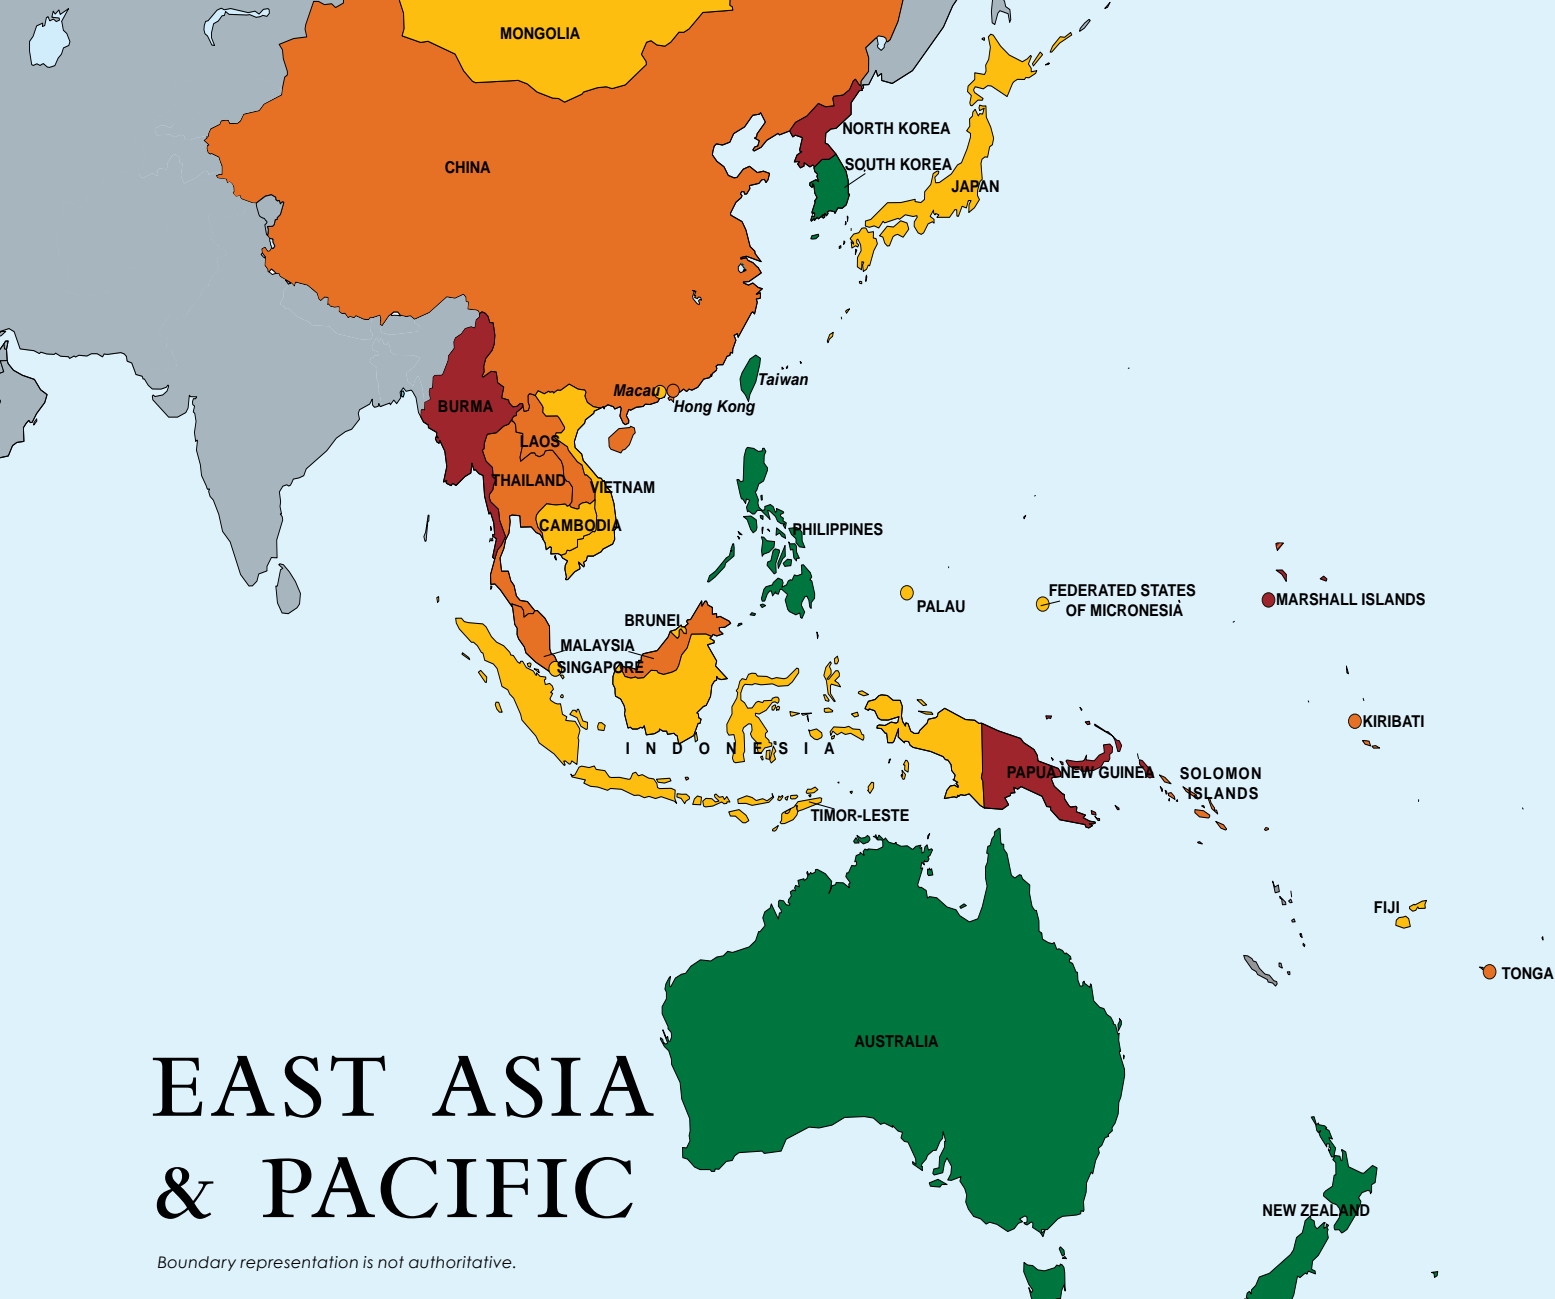 MONGOLIA
NORTH KOREA
SOUTH KOREA
CHINA
JAPAN
Taiwan
Macau
Hong Kong
BURMA
LAOS
THAILAND
VIETNAM
CAMBODIA
PHILIPPINES
FEDERATED STATES
OF MICRONESIA
PALAU
MARSHALL ISLANDS
BRUNEI
MALAYSIA
SINGAPORE
KIRIBATI
INDONESIA
PAPUA NEW GUINEA
SOLOMON
ISLANDS
TIMOR-LESTE
FIJI
TONGA
AUSTRALIA
EAST ASIA
& PACIFIC
NEW ZEALAND
Boundary representation is not authoritative.